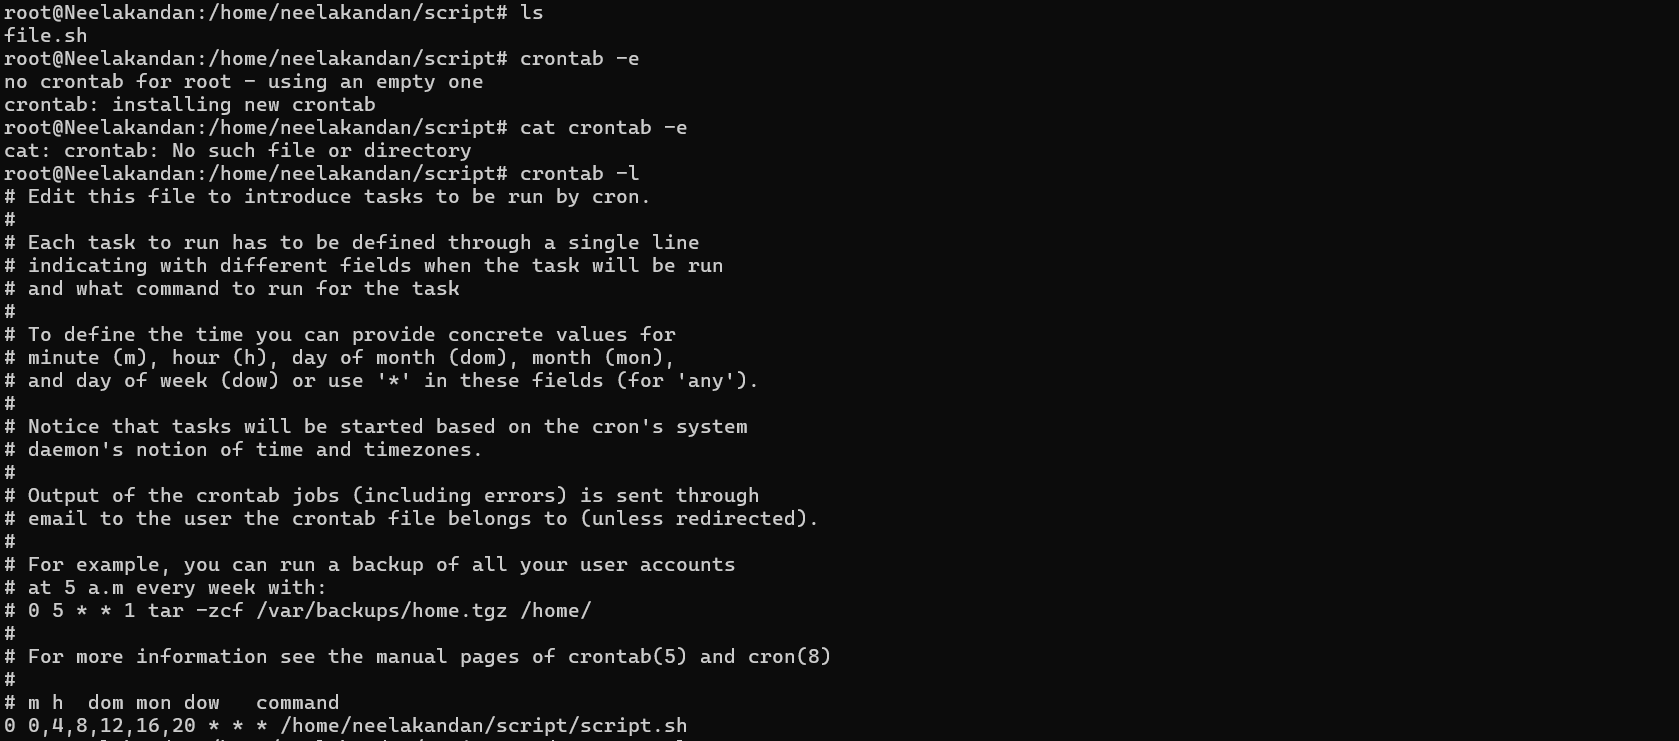 root@Neelakandan:/home/neelakandan/script# ls
file.sh
root@Neelakandan:/home/neelakandan/script# crontab -e
no crontab for root - using an empty one
crontab: installing new crontab
root@Neelakandan:/home/neelakandan/script# cat crontab -e
cat: crontab: No such file or directory
root@Neelakandan:/home/neelakandan/script# crontab -l
# Edit this file to introduce tasks to be run by cron.
#
# Each task to run has to be defined through a single line
# indicating with different fields when the task will be run
# and what command to run for the task
#
# To define the time you can provide concrete values for
# minute (m), hour (h), day of month (dom), month (mon),
# and day of week (dow) or use '*' in these fields (for 'any').
#
# Notice that tasks will be started based on the cron's system
# daemon's notion of time and timezones.
#
# Output of the crontab jobs (including errors) is sent through
# email to the user the crontab file belongs to (unless redirected).
#
# For example, you can run a backup of all your user accounts
# at 5 a.m every week with:
# 0 5 * * 1 tar -zcf /var/backups/home.tgz /home/
#
# For more information see the manual pages of crontab(5) and cron(8)
#
# m h  dom mon dow   command
0 0,4,8,12,16,20 * * * /home/neelakandan/script/script.sh